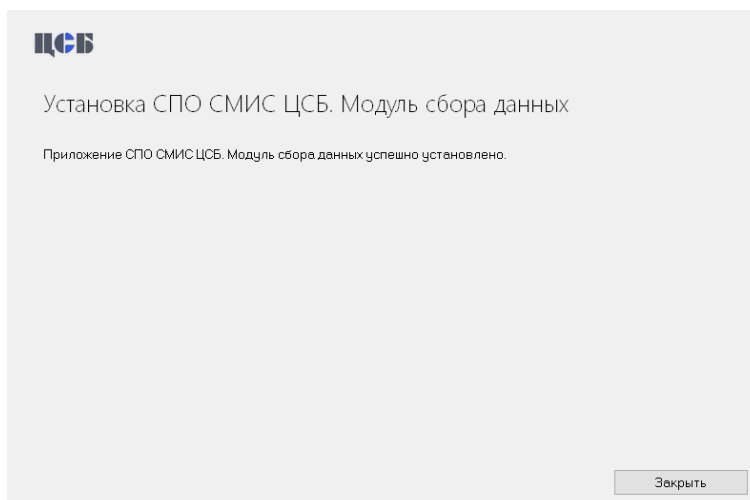 ЦСБ
Установка СПО СМИС ЦСБ. Модуль сбора данных
Приложение СПО СМИС ЦСБ. Модуль сбора данных успешно установлено.
Закрыть